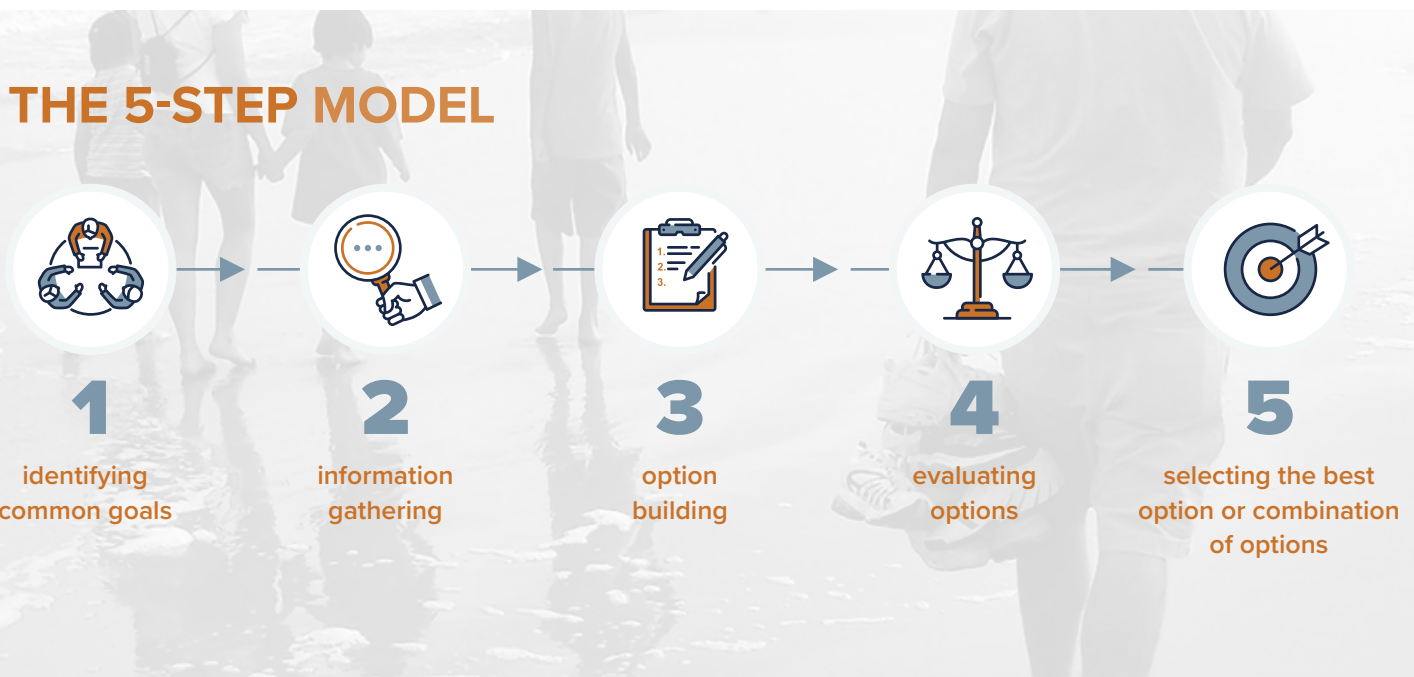 THE 5-STEP MODEL
1.
2.
3.
1
identifying
common goals
2
information
gathering
3
option
building
4
evaluating
options
5
selecting the best
option or combination
of options